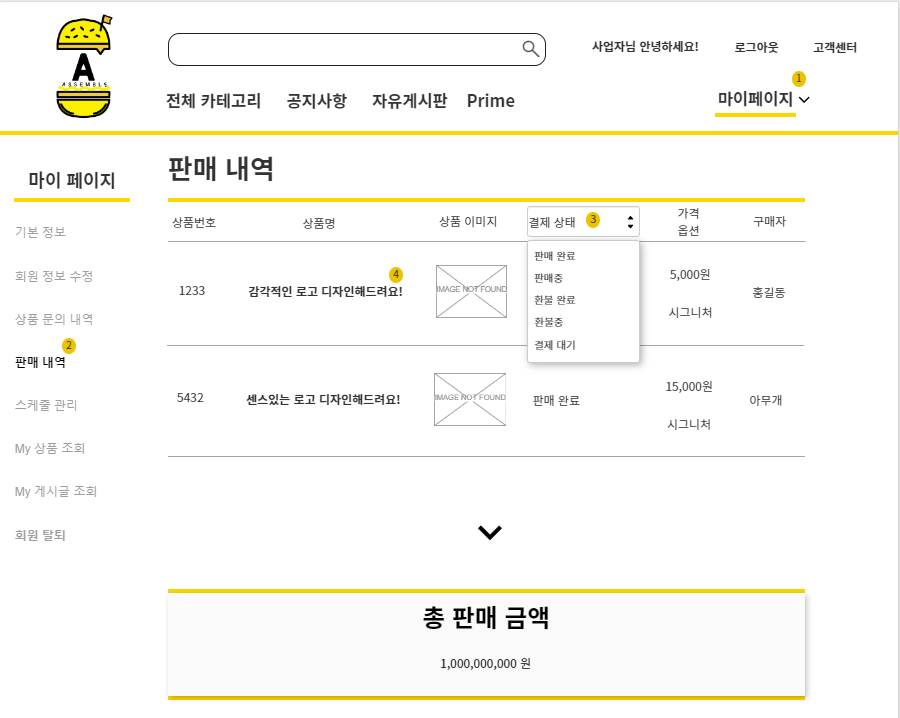 A
ASSEMBLE
사업자님 안녕하세요!
로그아웃
고객센터
전체 카테고리
공지사항
자유게시판
Prime
1
마이페이지
마이 페이지
기본 정보
회원 정보 수정
상품 문의 내역
2
판매 내역
스케줄 관리
My 상품 조회
My 게시글 조회
회원 탈퇴
판매 내역
상품번호
상품명
상품 이미지
결제 상태
3
가격
옵션
구매자
판매 완료
판매중
환불 완료
환불중
결제 대기
1233
4
감각적인 로고 디자인해드려요!
IMAGE NOT FOUND
5,000원
시그니처
홍길동
5432
센스있는 로고 디자인해드려요!
IMAGE NOT FOUND
판매 완료
15,000원
시그니처
아무개
총 판매 금액
1,000,000,000 원